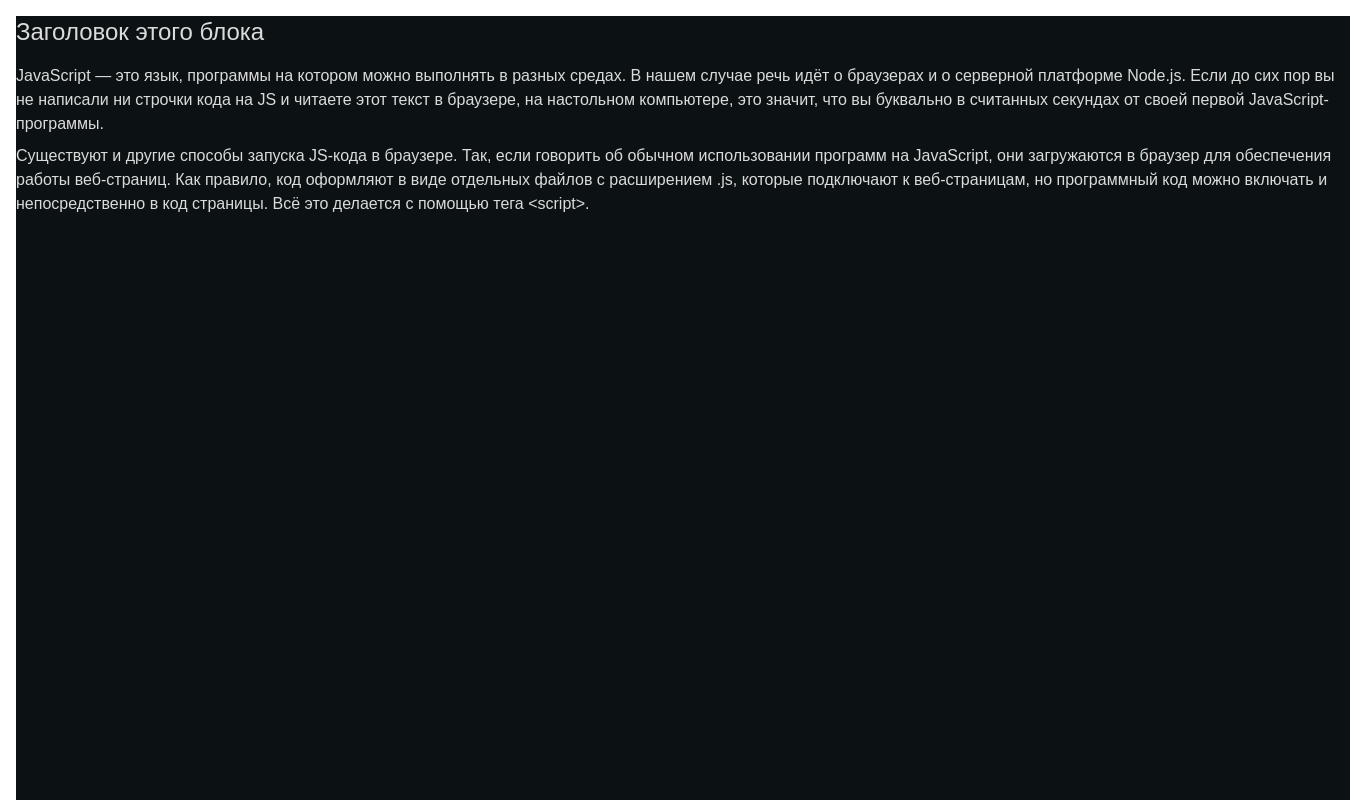 Заголовок этого блока
JavaScript — это язык, программы на котором можно выполнять в разных средах. В нашем случае речь идёт о браузерах и о серверной платформе Node.js. Если до сих пор вы
не написали ни строчки кода на JS и читаете этот текст в браузере, на настольном компьютере, это значит, что вы буквально в считанных секундах от своей первой JavaScript-
программы.
Существуют и другие способы запуска JS-кода в браузере. Так, если говорить об обычном использовании программ на JavaScript, они загружаются в браузер для обеспечения
работы веб-страниц. Как правило, код оформляют в виде отдельных файлов с расширением .js, которые подключают к веб-страницам, но программный код можно включать и
непосредственно в код страницы. Всё это делается с помощью тега <script>.